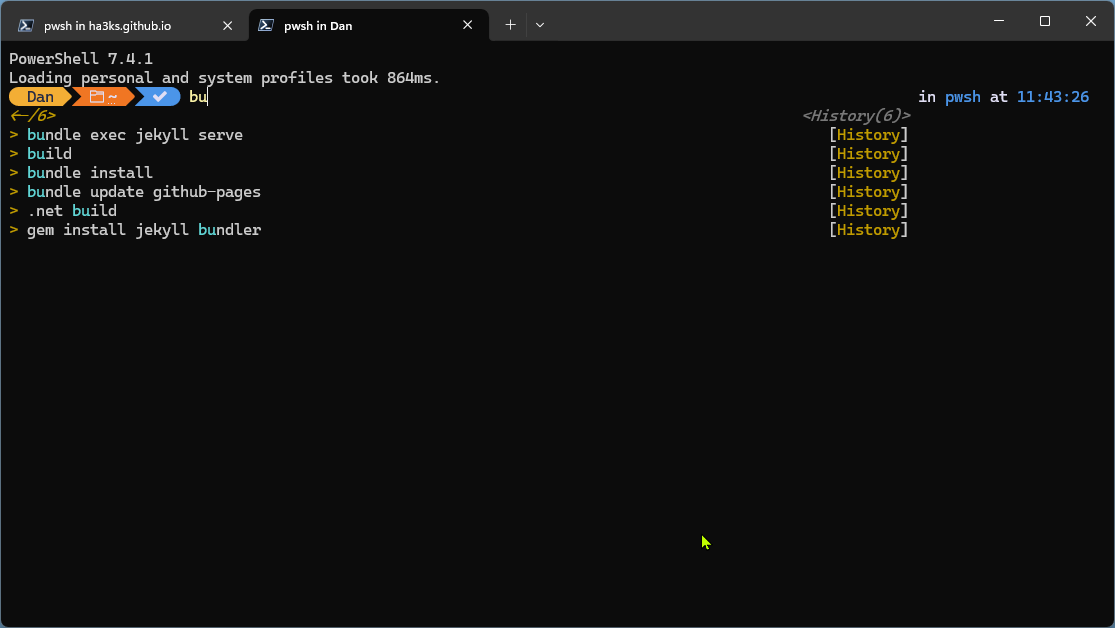 pwsh in ha3ks.github.io
pwsh in Dan
PowerShell 7.4.1
Loading personal and system profiles took 864ms.
Dan ~ bu in pwsh at 11:43:26
<-/6> <History(6)>
> bundle exec jekyll serve [History]
> build [History]
> bundle install [History]
> bundle update github-pages [History]
> .net build [History]
> gem install jekyll bundler [History]